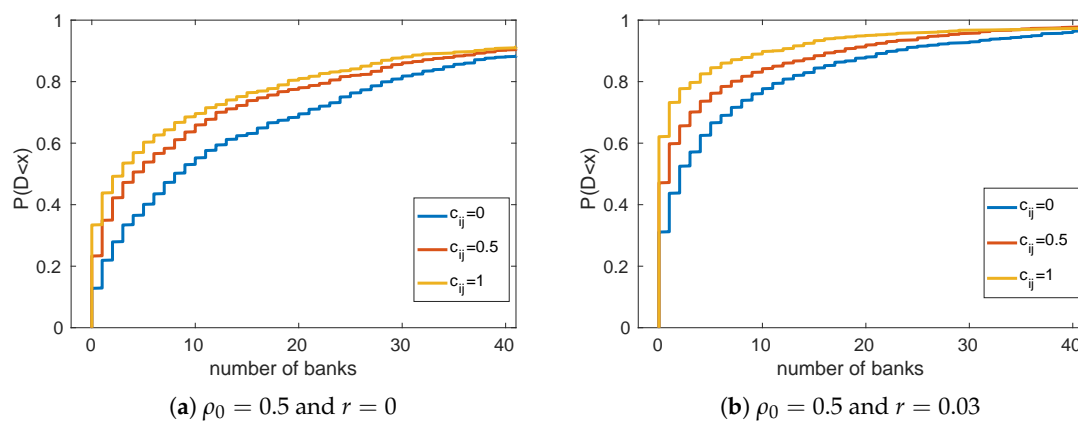 1
0.8
0.6
0.4
0.2
0
P(D<x)
0 10 20 30 40
number of banks
c_ij=0
c_ij=0.5
c_ij=1
(a) ρ₀ = 0.5 and r = 0
1
0.8
0.6
0.4
0.2
0
P(D<x)
0 10 20 30 40
number of banks
c_ij=0
c_ij=0.5
c_ij=1
(b) ρ₀ = 0.5 and r = 0.03